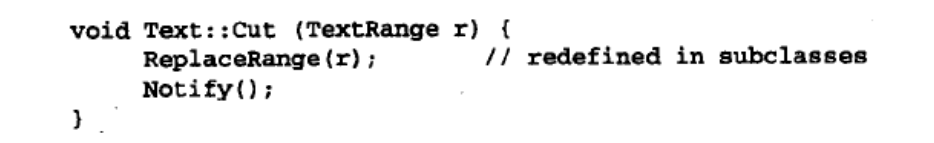 void Text::Cut (TextRange r) {
ReplaceRange(r); // redefined in subclasses
Notify();
}